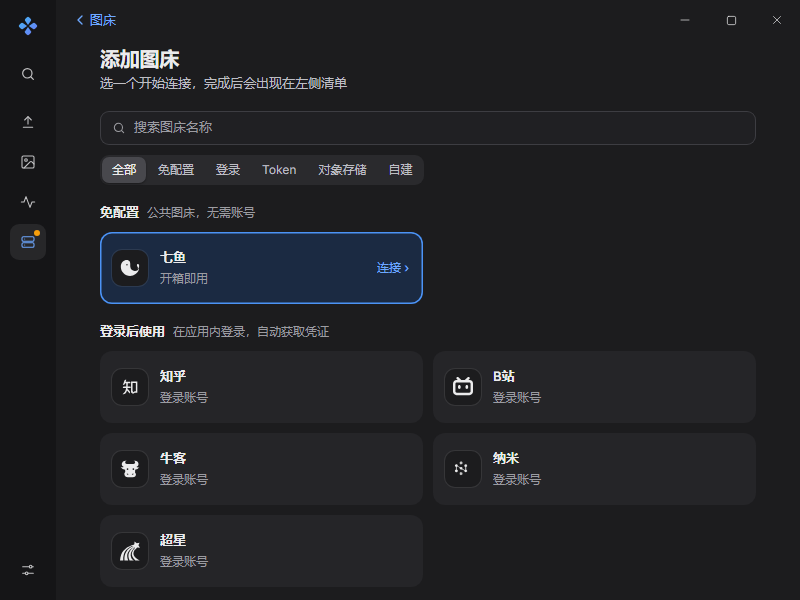 图床
添加图床
选一个开始连接，完成后会出现在左侧清单
搜索图床名称
全部 免配置 登录 Token 对象存储 自建
免配置 公共图床，无需账号
七鱼
开箱即用
连接 ›
登录后使用 在应用内登录，自动获取凭证
知
知乎
登录账号
B站
登录账号
牛客
登录账号
纳米
登录账号
超星
登录账号